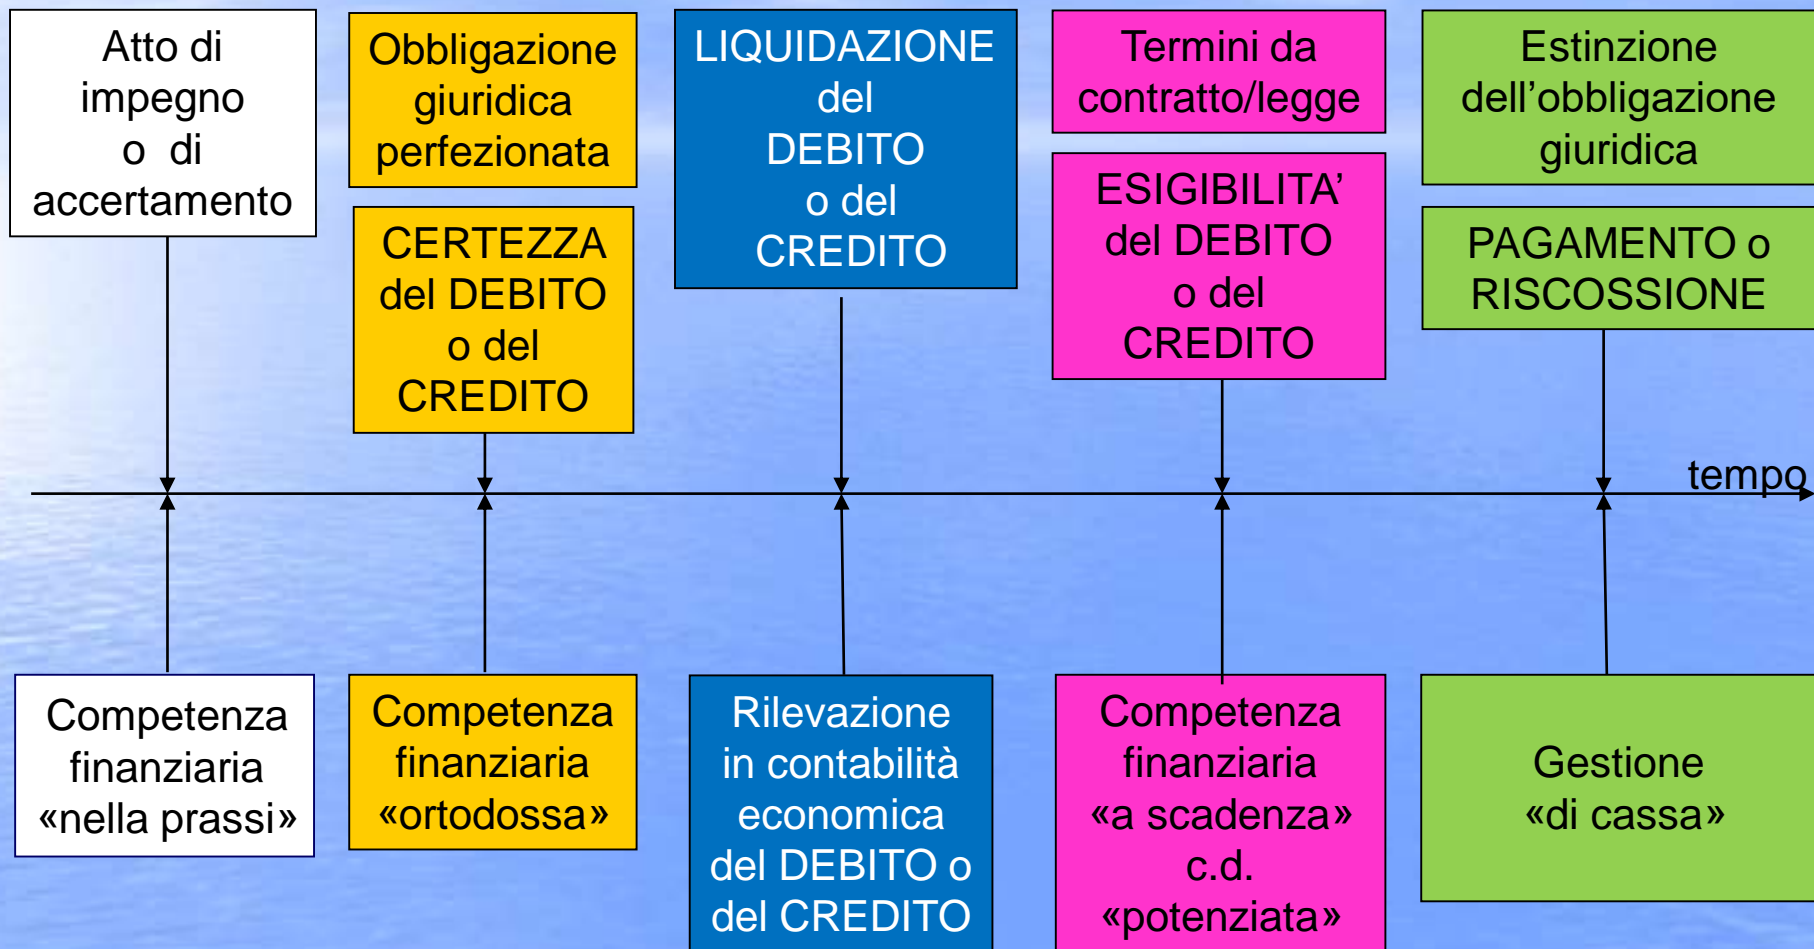 Atto di
impegno
o di
accertamento
Obbligazione
giuridica
perfezionata
CERTEZZA
del DEBITO
o del
CREDITO
LIQUIDAZIONE
del
DEBITO
o del
CREDITO
Termini da
contratto/legge
ESIGIBILITA’
del DEBITO
o del
CREDITO
Estinzione
dell’obbligazione
giuridica
PAGAMENTO o
RISCOSSIONE
tempo
Competenza
finanziaria
«nella prassi»
Competenza
finanziaria
«ortodossa»
Rilevazione
in contabilità
economica
del DEBITO o
del CREDITO
Competenza
finanziaria
«a scadenza»
c.d.
«potenziata»
Gestione
«di cassa»